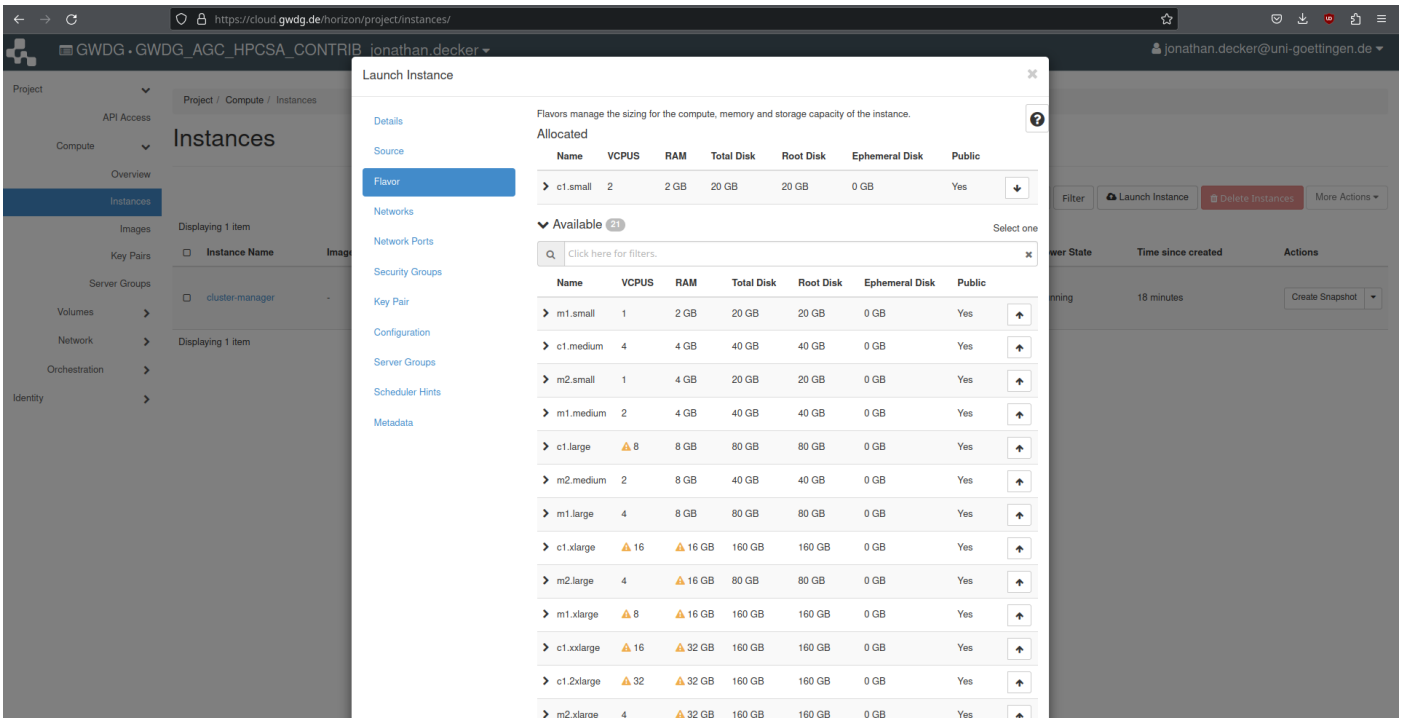 https://cloud.gwdg.de/horizon/project/instances/
GWDG • GWDG_AGC_HPCSA_CONTRIB_jonathan.decker
jonathan.decker@uni-goettingen.de
Project
API Access
Compute
Overview
Instances
Images
Key Pairs
Server Groups
Volumes
Network
Orchestration
Identity
Project / Compute / Instances
Instances
Filter
Launch Instance
Delete Instances
More Actions
Displaying 1 item
Instance Name Imag wer State Time since created Actions
cluster-manager - nning 18 minutes Create Snapshot
Displaying 1 item
Launch Instance
Details
Source
Flavor
Networks
Network Ports
Security Groups
Key Pair
Configuration
Server Groups
Scheduler Hints
Metadata
Flavors manage the sizing for the compute, memory and storage capacity of the instance.
Allocated
Name VCPUS RAM Total Disk Root Disk Ephemeral Disk Public
c1.small 2 2 GB 20 GB 20 GB 0 GB Yes
Available 21 Select one
Click here for filters.
Name VCPUS RAM Total Disk Root Disk Ephemeral Disk Public
m1.small 1 2 GB 20 GB 20 GB 0 GB Yes
c1.medium 4 4 GB 40 GB 40 GB 0 GB Yes
m2.small 1 4 GB 20 GB 20 GB 0 GB Yes
m1.medium 2 4 GB 40 GB 40 GB 0 GB Yes
c1.large 8 8 GB 80 GB 80 GB 0 GB Yes
m2.medium 2 8 GB 40 GB 40 GB 0 GB Yes
m1.large 4 8 GB 80 GB 80 GB 0 GB Yes
c1.xlarge 16 16 GB 160 GB 160 GB 0 GB Yes
m2.large 4 16 GB 80 GB 80 GB 0 GB Yes
m1.xlarge 8 16 GB 160 GB 160 GB 0 GB Yes
c1.xxlarge 16 32 GB 160 GB 160 GB 0 GB Yes
c1.2xlarge 32 32 GB 160 GB 160 GB 0 GB Yes
m2.xlarge 4 32 GB 160 GB 160 GB 0 GB Yes